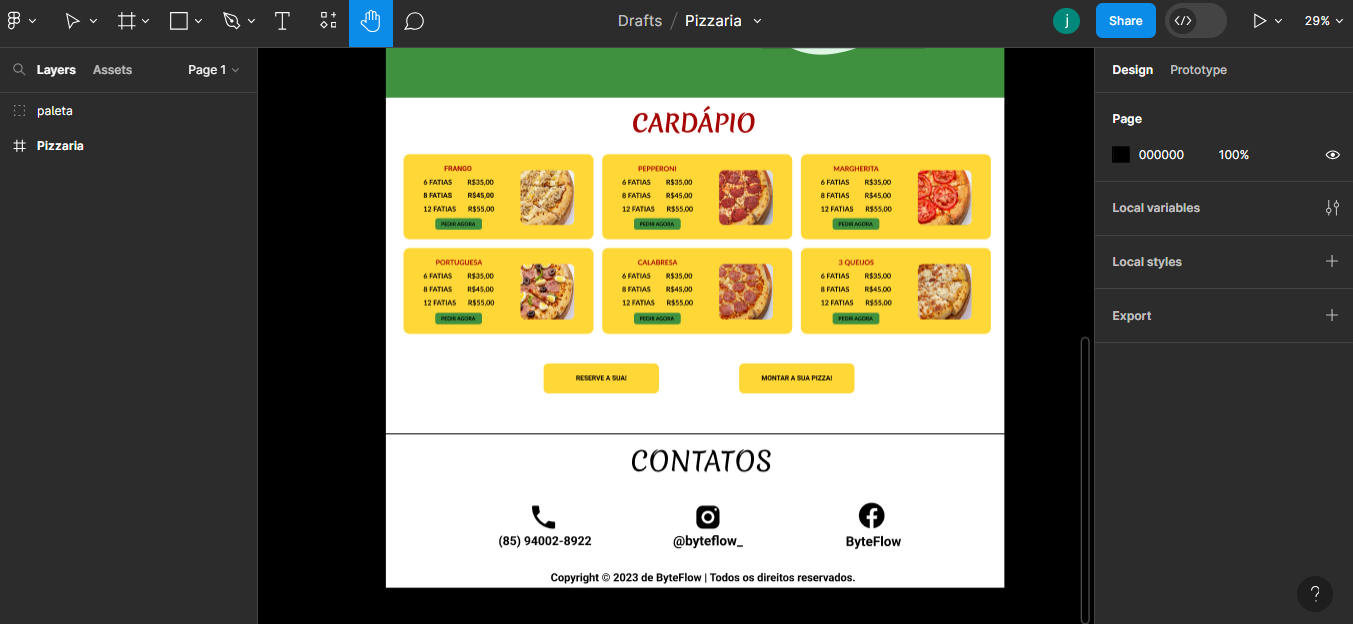 Drafts / Pizzaria
j
Share
29%
Layers
Assets
Page 1
Design
Prototype
paleta
Pizzaria
Page
000000
100%
Local variables
Local styles
Export
CARDÁPIO
FRANGO
6 FATIAS R$35,00
8 FATIAS R$45,00
12 FATIAS R$55,00
PEDIR AGORA
PEPPERONI
6 FATIAS R$35,00
8 FATIAS R$45,00
12 FATIAS R$55,00
PEDIR AGORA
MARGHERITA
6 FATIAS R$35,00
8 FATIAS R$45,00
12 FATIAS R$55,00
PEDIR AGORA
PORTUGUESA
6 FATIAS R$35,00
8 FATIAS R$45,00
12 FATIAS R$55,00
PEDIR AGORA
CALABRESA
6 FATIAS R$35,00
8 FATIAS R$45,00
12 FATIAS R$55,00
PEDIR AGORA
3 QUEIJOS
6 FATIAS R$35,00
8 FATIAS R$45,00
12 FATIAS R$55,00
PEDIR AGORA
RESERVE A SUA!
MONTAR A SUA PIZZA!
CONTATOS
(85) 94002-8922
@byteflow_
ByteFlow
Copyright © 2023 de ByteFlow | Todos os direitos reservados.
?